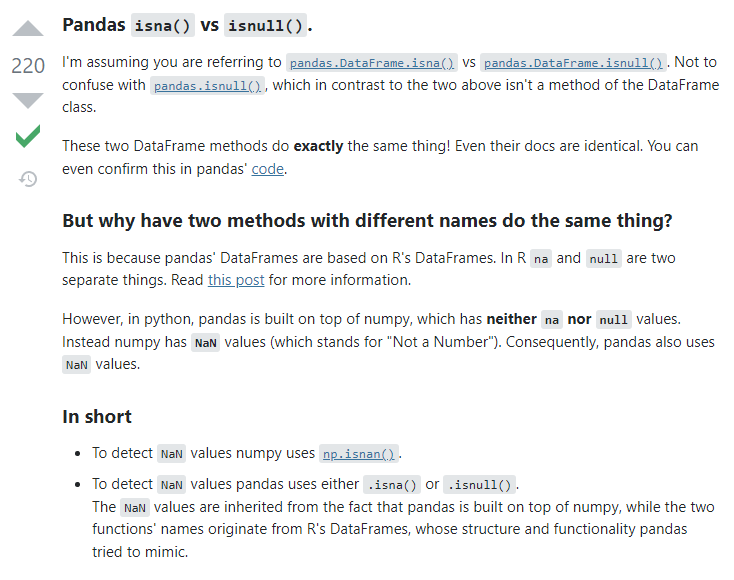 Pandas isna() vs isnull().
220
I'm assuming you are referring to pandas.DataFrame.isna() vs pandas.DataFrame.isnull(). Not to
confuse with pandas.isnull(), which in contrast to the two above isn't a method of the DataFrame
class.
These two DataFrame methods do exactly the same thing! Even their docs are identical. You can
even confirm this in pandas' code.
But why have two methods with different names do the same thing?
This is because pandas' DataFrames are based on R's DataFrames. In R na and null are two
separate things. Read this post for more information.
However, in python, pandas is built on top of numpy, which has neither na nor null values.
Instead numpy has NaN values (which stands for "Not a Number"). Consequently, pandas also uses
NaN values.
In short
• To detect NaN values numpy uses np.isnan().
• To detect NaN values pandas uses either .isna() or .isnull().
The NaN values are inherited from the fact that pandas is built on top of numpy, while the two
functions' names originate from R's DataFrames, whose structure and functionality pandas
tried to mimic.